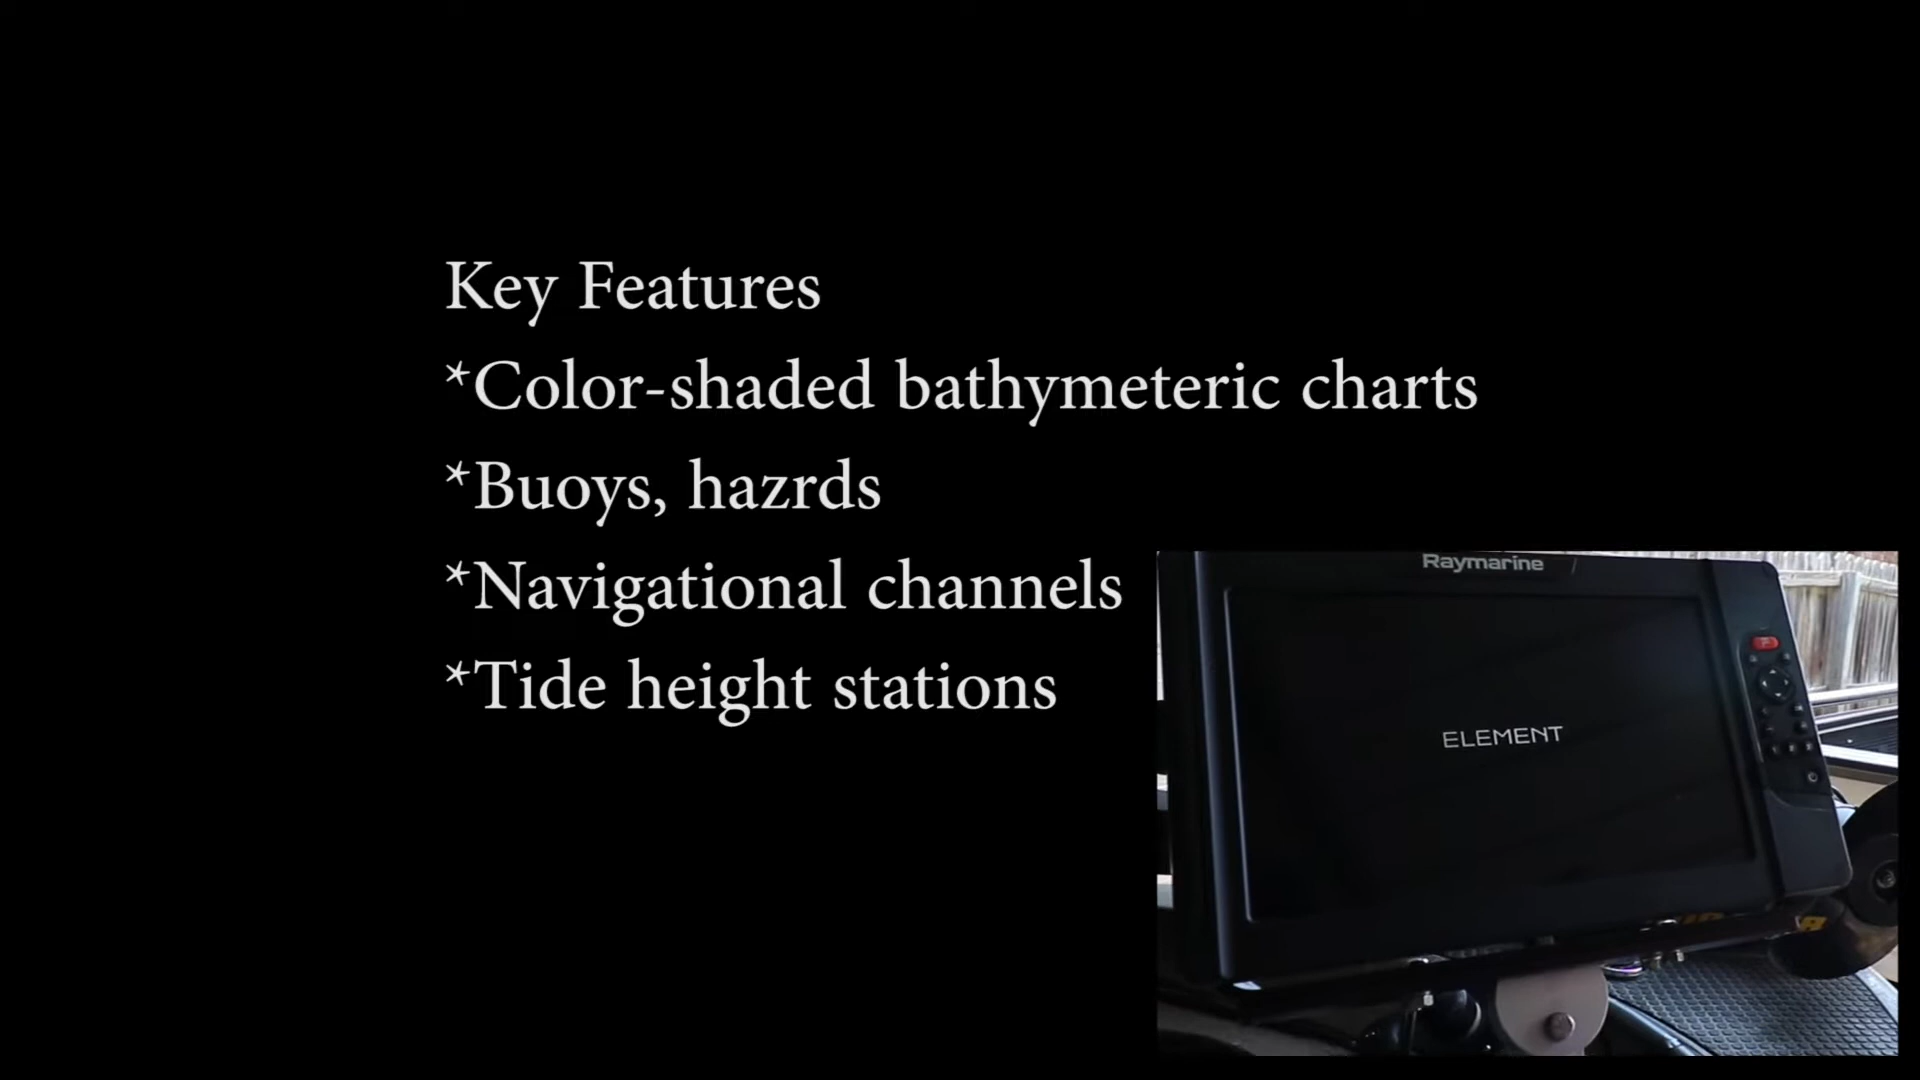 Key Features
*Color-shaded bathymeteric charts
*Buoys, hazrds
*Navigational channels
*Tide height stations
Raymarine
ELEMENT